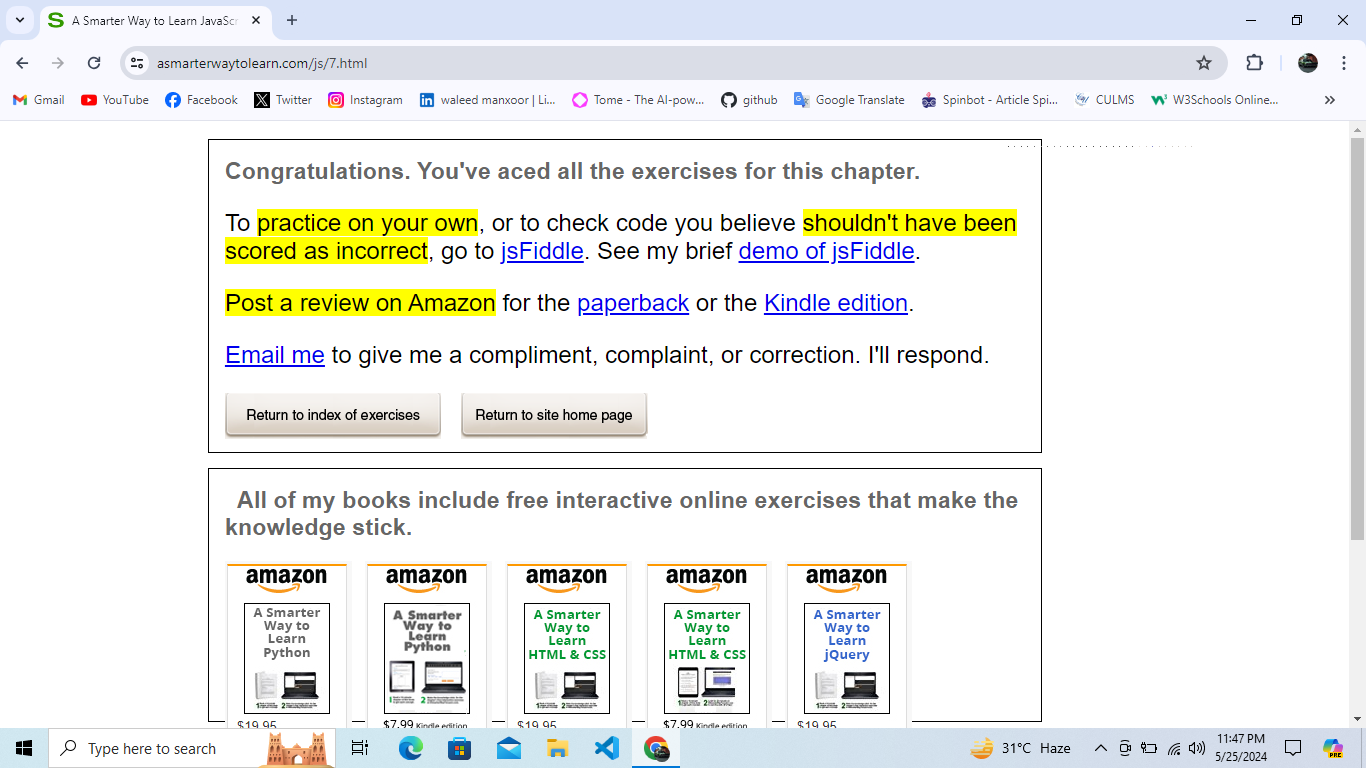 A Smarter Way to Learn JavaScr
asmarterwaytolearn.com/js/7.html
Gmail YouTube Facebook Twitter Instagram waleed manxoor | Li... Tome - The AI-pow... github Google Translate Spinbot - Article Spi... CULMS W3Schools Online...
Congratulations. You've aced all the exercises for this chapter.
To practice on your own, or to check code you believe shouldn't have been
scored as incorrect, go to jsFiddle. See my brief demo of jsFiddle.
Post a review on Amazon for the paperback or the Kindle edition.
Email me to give me a compliment, complaint, or correction. I'll respond.
Return to index of exercises Return to site home page
All of my books include free interactive online exercises that make the
knowledge stick.
amazon amazon amazon amazon amazon
A Smarter Way to Learn Python
A Smarter Way to Learn Python
A Smarter Way to Learn HTML & CSS
A Smarter Way to Learn HTML & CSS
A Smarter Way to Learn jQuery
$19.95 $7.99 Kindle edition $19.95 $7.99 Kindle edition $19.95
Type here to search
31°C Haze
11:47 PM
5/25/2024
PRE